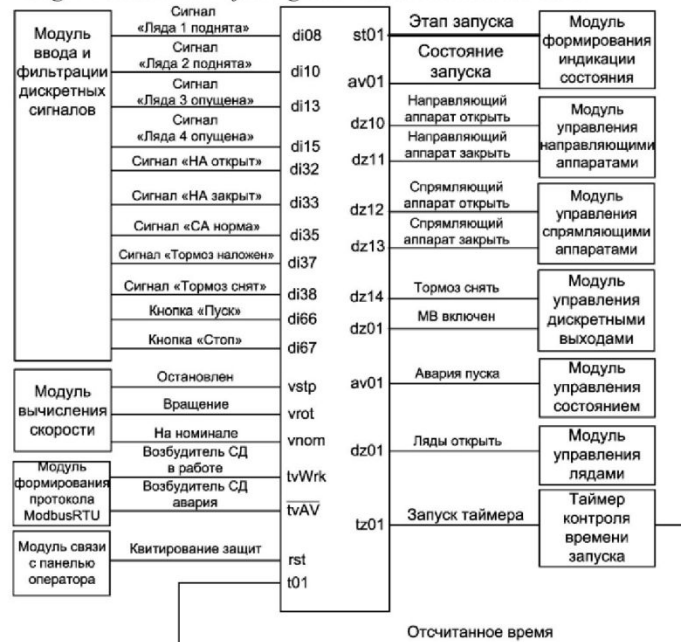 Модуль
ввода и
фильтрации
дискретных
сигналов
Сигнал
«Ляда 1 поднята»
di08
Сигнал
«Ляда 2 поднята»
di10
Сигнал
«Ляда 3 опущена»
di13
Сигнал
«Ляда 4 опущена»
di15
Сигнал «НА открыт»
di32
Сигнал «НА закрыт»
di33
Сигнал «СА норма»
di35
Сигнал «Тормоз наложен»
di37
Сигнал «Тормоз снят»
di38
Кнопка «Пуск»
di66
Кнопка «Стоп»
di67
Модуль
вычисления
скорости
Остановлен
vstp
Вращение
vrot
На номинале
vnom
Модуль
формирования
протокола
ModbusRTU
Возбудитель СД
в работе
tvWrk
Возбудитель СД
авария
tvAV
Модуль связи
с панелью
оператора
Квитирование защит
rst
t01
st01
Этап запуска
av01
Состояние
запуска
Модуль
формирования
индикации
состояния
dz10
Направляющий
аппарат открыть
dz11
Направляющий
аппарат закрыть
Модуль
управления
направляющими
аппаратами
dz12
Спрямляющий
аппарат открыть
dz13
Спрямляющий
аппарат закрыть
Модуль
управления
спрямляющими
аппаратами
dz14
Тормоз снять
dz01
МВ включен
Модуль
управления
дискретными
выходами
av01
Авария пуска
Модуль
управления
состоянием
dz01
Ляды открыть
Модуль
управления
лядами
tz01
Запуск таймера
Таймер
контроля
времени
запуска
Отсчитанное время